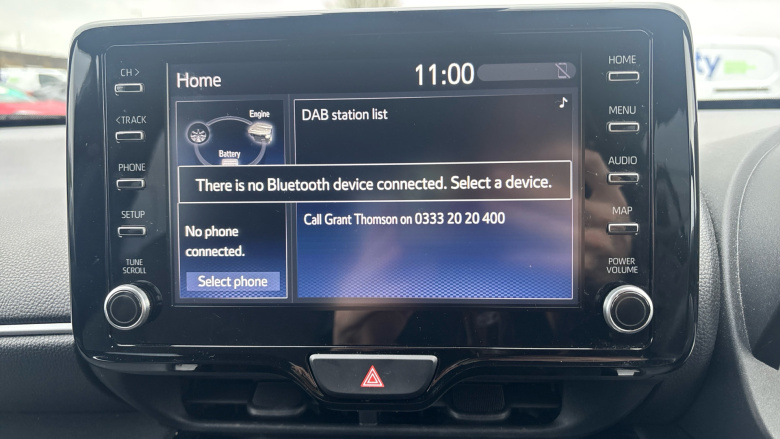 CH >
< TRACK
PHONE
SETUP
TUNE
SCROLL
Home
11:00
Engine
Battery
DAB station list
There is no Bluetooth device connected. Select a device.
No phone
connected.
Select phone
Call Grant Thomson on 0333 20 20 400
HOME
MENU
AUDIO
MAP
POWER
VOLUME
ty